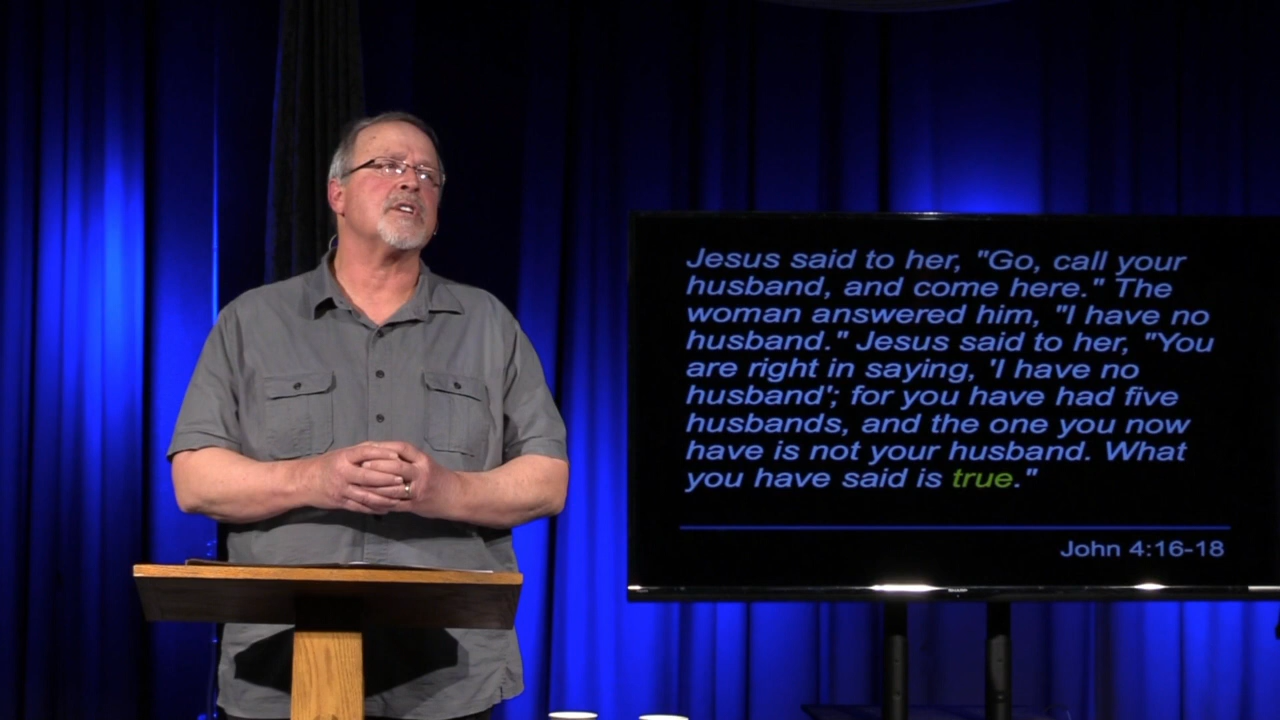 Jesus said to her, "Go, call your
husband, and come here." The
woman answered him, "I have no
husband." Jesus said to her, "You
are right in saying, 'I have no
husband'; for you have had five
husbands, and the one you now
have is not your husband. What
you have said is true."
John 4:16-18